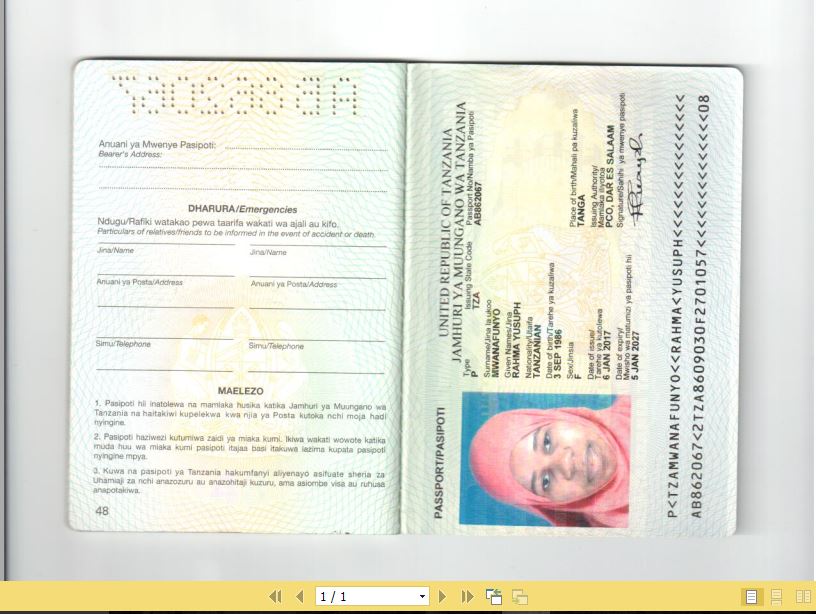 Anuani ya Mwenye Pasipoti:
Bearer's Address:
DHARURA/Emergencies
Ndugu/Rafiki watakao pewa taarifa wakati wa ajali au kifo.
Particulars of relatives/friends to be informed in the event of accident or death.
Jina/Name Jina/Name
Anuani ya Posta/Address Anuani ya Posta/Address
Simu/Telephone Simu/Telephone
MAELEZO
1. Pasipoti hii inatolewa na mamlaka husika katika Jamhuri ya Muungano wa
Tanzania na haitakiwi kupelekwa kwa njia ya Posta kutoka nchi moja hadi
nyingine.
2. Pasipoti haziwezi kutumiwa zaidi ya miaka kumi. Ikiwa wakati wowote katika
muda huu wa miaka kumi pasipoti itajaa basi itakuwa lazima kupata pasipoti
nyingine mpya.
3. Kuwa na pasipoti ya Tanzania hakumfanyi aliyenayo asifuate sheria za
Uhamiaji za nchi anazozuru au anazohitaji kuzuru, ama asiombe visa au ruhusa
anapotakiwa.
48
PASSPORT/PASIPOTI
UNITED REPUBLIC OF TANZANIA
JAMHURI YA MUUNGANO WA TANZANIA
Type Issuing State Code Passport No/Namba ya Pasipoti
P TZA AB862067
Surname/Jina la ukoo
MWANAFUNYO
Given Names/Jina
RAHMA YUSUPH
Nationality/Uraifa
TANZANIAN
Date of birth/Tarehe ya kuzaliwa Place of birth/Mahali pa kuzaliwa
3 SEP 1986 TANGA
Sex/Jinsia
F
Date of issue/ Issuing Authority/
Tarehe ya kutolewa Mamlaka iliyotoa
6 JAN 2017 PCO, DAR ES SALAAM
Date of expiry/ Signature/Sahihi ya mwenye pasipoti
Mwisho wa matumizi ya pasipoti hii
5 JAN 2027
P<TZAMWANAFUNYO<<RAHMA<YUSUPH<<<<<<<<<<<<<<<
AB862067<2TZA8609030F2701057<<<<<<<<<<<<<<08
1 / 1